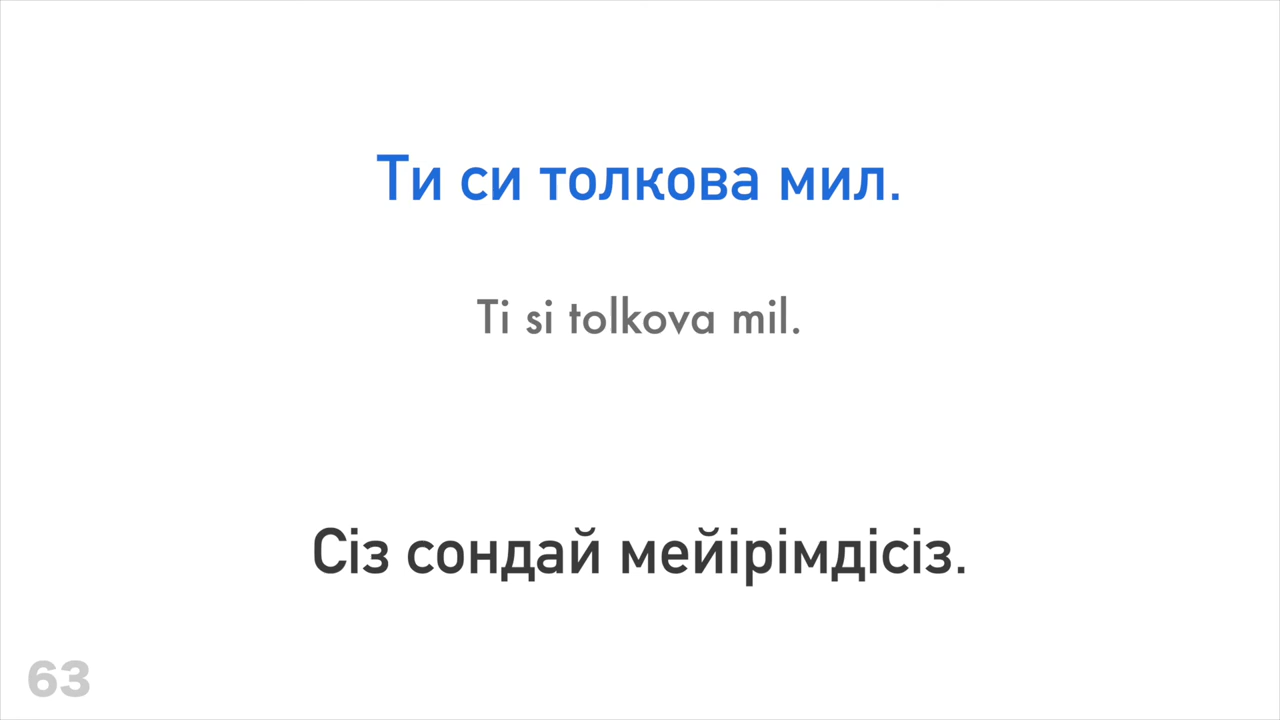 Ти си толкова мил.
Ti si tolkova mil.
Сіз сондай мейірімдісіз.
63